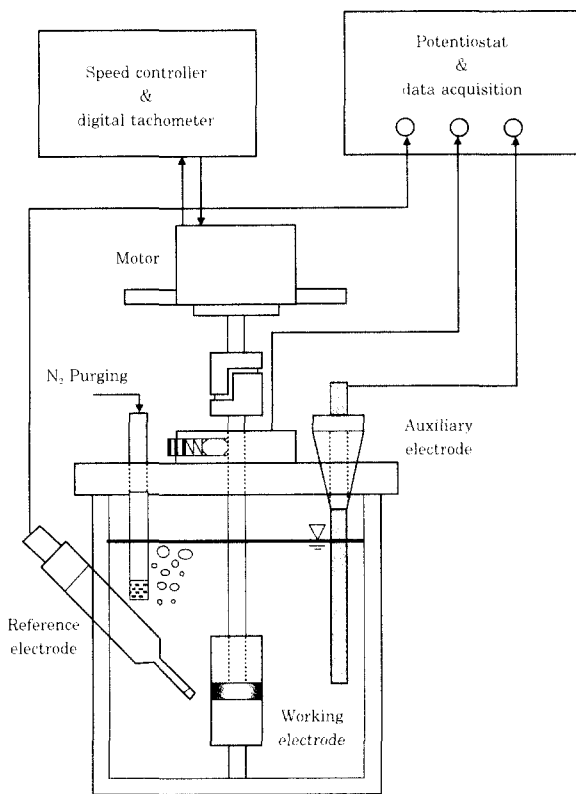 Speed controller
&
digital tachometer
Potentiostat
&
data acquisition
Motor
N₂ Purging
Auxiliary
electrode
Reference
electrode
Working
electrode